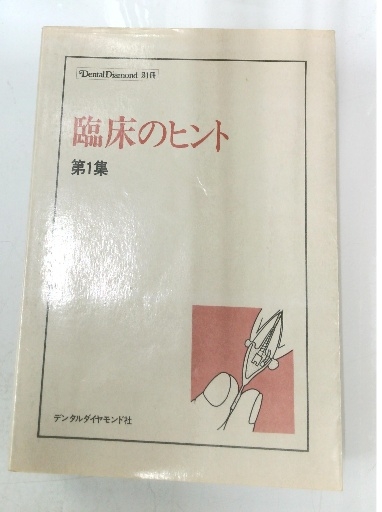 Dental Diamond 別冊
臨床のヒント
第1集
デンタルダイヤモンド社